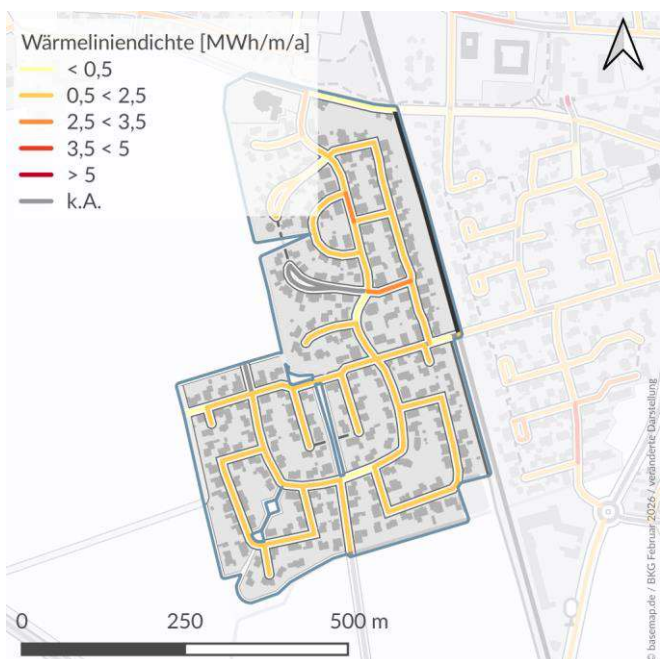 Wärmeliniendichte [MWh/m/a]
< 0,5
0,5 < 2,5
2,5 < 3,5
3,5 < 5
> 5
k.A.
0 250 500 m
© basemap.de / BKG Februar 2026 / veränderte Darstellung